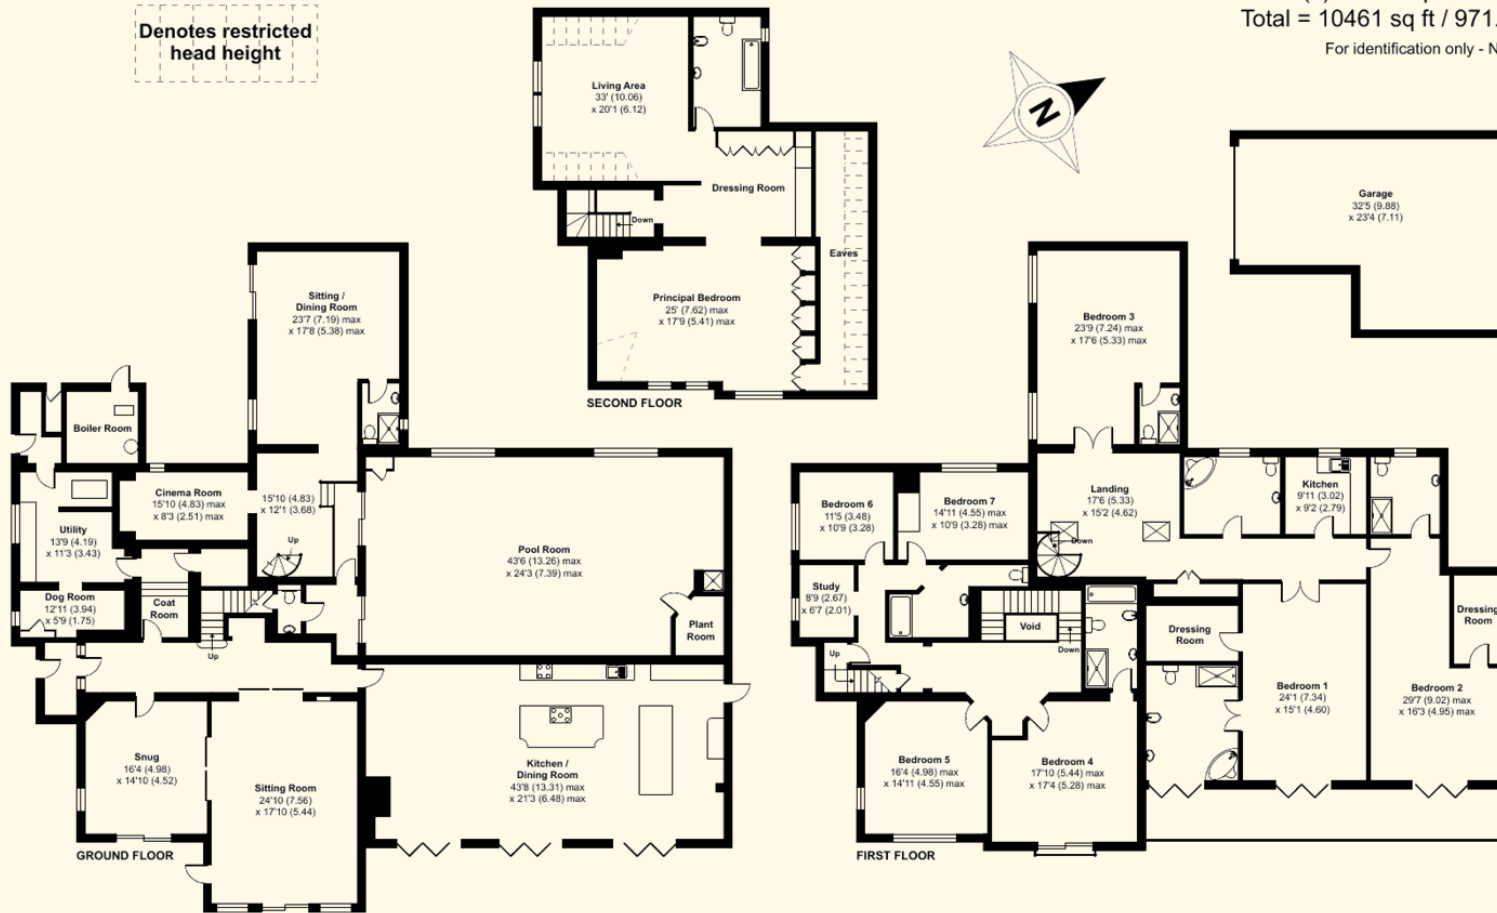 Denotes restricted
head height
Total = 10461 sq ft / 971.
For identification only - N
N
Living Area
33' (10.06)
x 20'1 (6.12)
Dressing Room
Down
Eaves
Principal Bedroom
25' (7.62) max
x 17'9 (5.41) max
SECOND FLOOR
Garage
32'5 (9.88)
x 23'4 (7.11)
Sitting /
Dining Room
23'7 (7.19) max
x 17'8 (5.38) max
Boiler Room
Cinema Room
15'10 (4.83) max
x 8'3 (2.51) max
15'10 (4.83)
x 12'1 (3.68)
Up
Utility
13'9 (4.19)
x 11'3 (3.43)
Pool Room
43'6 (13.26) max
x 24'3 (7.39) max
Dog Room
12'11 (3.94)
x 5'9 (1.75)
Coat
Room
Up
Plant
Room
Snug
16'4 (4.98)
x 14'10 (4.52)
Sitting Room
24'10 (7.56)
x 17'10 (5.44)
Kitchen /
Dining Room
43'8 (13.31) max
x 21'3 (6.48) max
GROUND FLOOR
Bedroom 3
23'9 (7.24) max
x 17'6 (5.33) max
Bedroom 6
11'5 (3.48)
x 10'9 (3.28)
Bedroom 7
14'11 (4.55) max
x 10'9 (3.28) max
Landing
17'6 (5.33)
x 15'2 (4.62)
Down
Kitchen
9'11 (3.02)
x 9'2 (2.79)
Study
8'9 (2.67)
x 6'7 (2.01)
Void
Up
Down
Dressing
Room
Dressing
Room
Bedroom 1
24'1 (7.34)
x 15'1 (4.60)
Bedroom 2
29'7 (9.02) max
x 16'3 (4.95) max
Bedroom 5
16'4 (4.98) max
x 14'11 (4.55) max
Bedroom 4
17'10 (5.44) max
x 17'4 (5.28) max
FIRST FLOOR